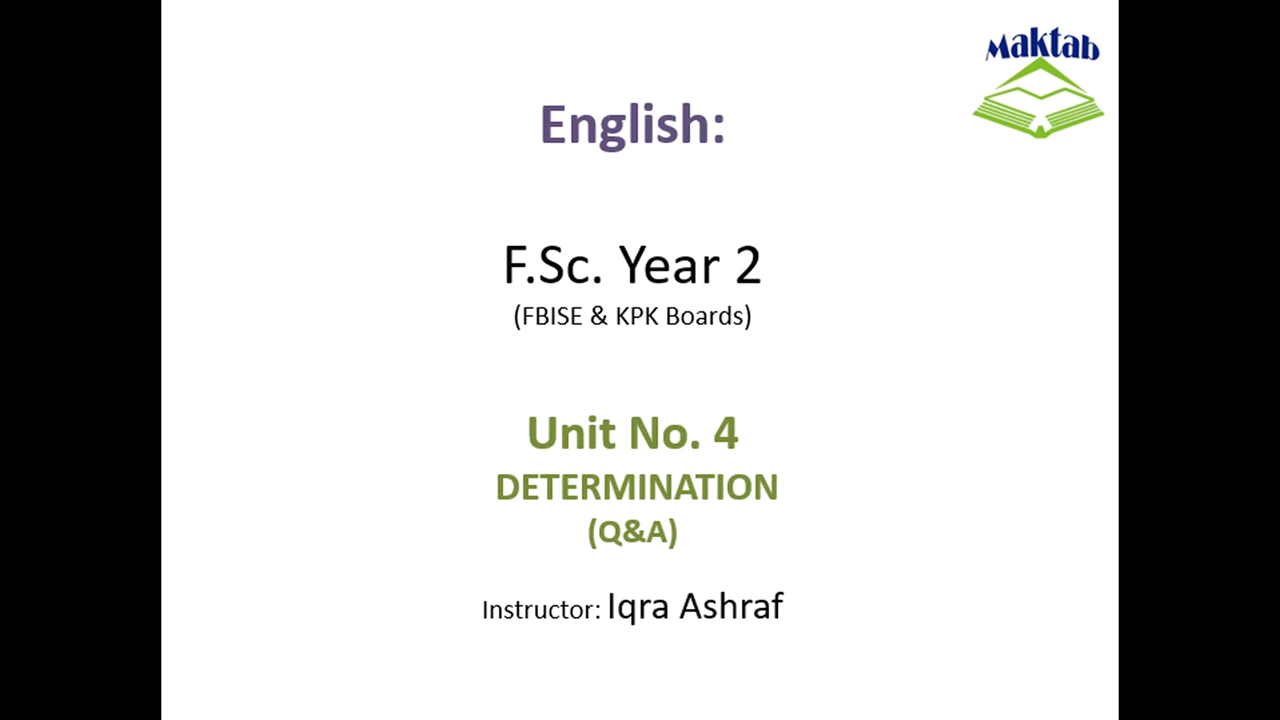 Maktab
English:
F.Sc. Year 2
(FBISE & KPK Boards)
Unit No. 4
DETERMINATION
(Q&A)
Instructor: Iqra Ashraf